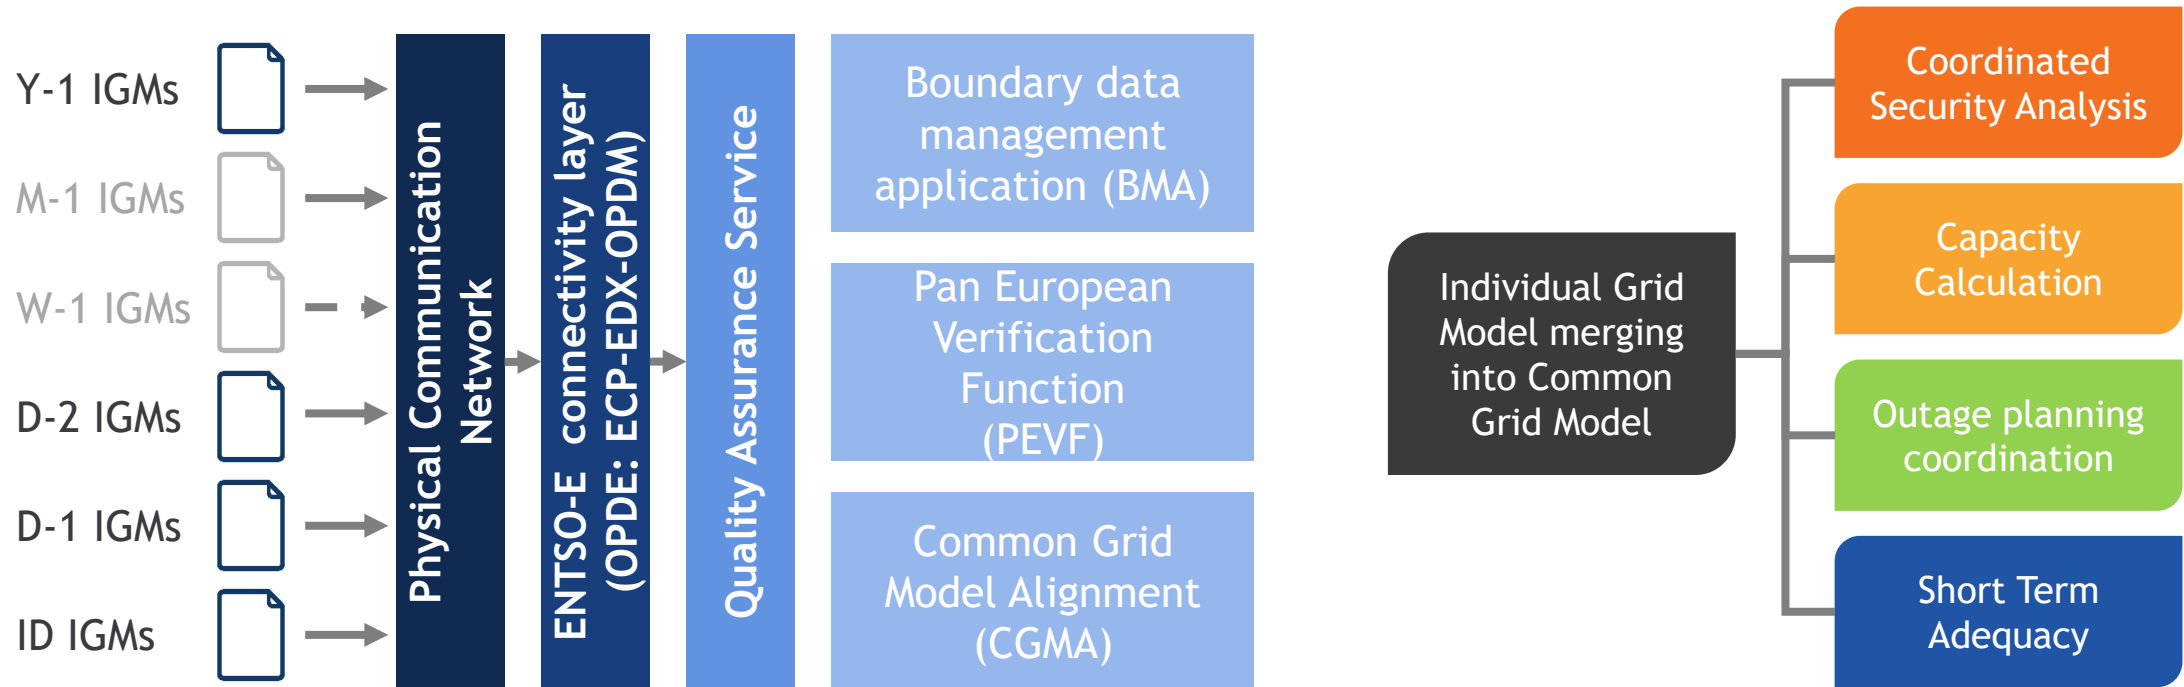 Y-1 IGMs
M-1 IGMs
W-1 IGMs
D-2 IGMs
D-1 IGMs
ID IGMs
Physical Communication
Network
ENTSO-E connectivity layer
(OPDE: ECP-EDX-OPDM)
Quality Assurance Service
Boundary data
management
application (BMA)
Pan European
Verification
Function
(PEVF)
Common Grid
Model Alignment
(CGMA)
Individual Grid
Model merging
into Common
Grid Model
Coordinated
Security Analysis
Capacity
Calculation
Outage planning
coordination
Short Term
Adequacy